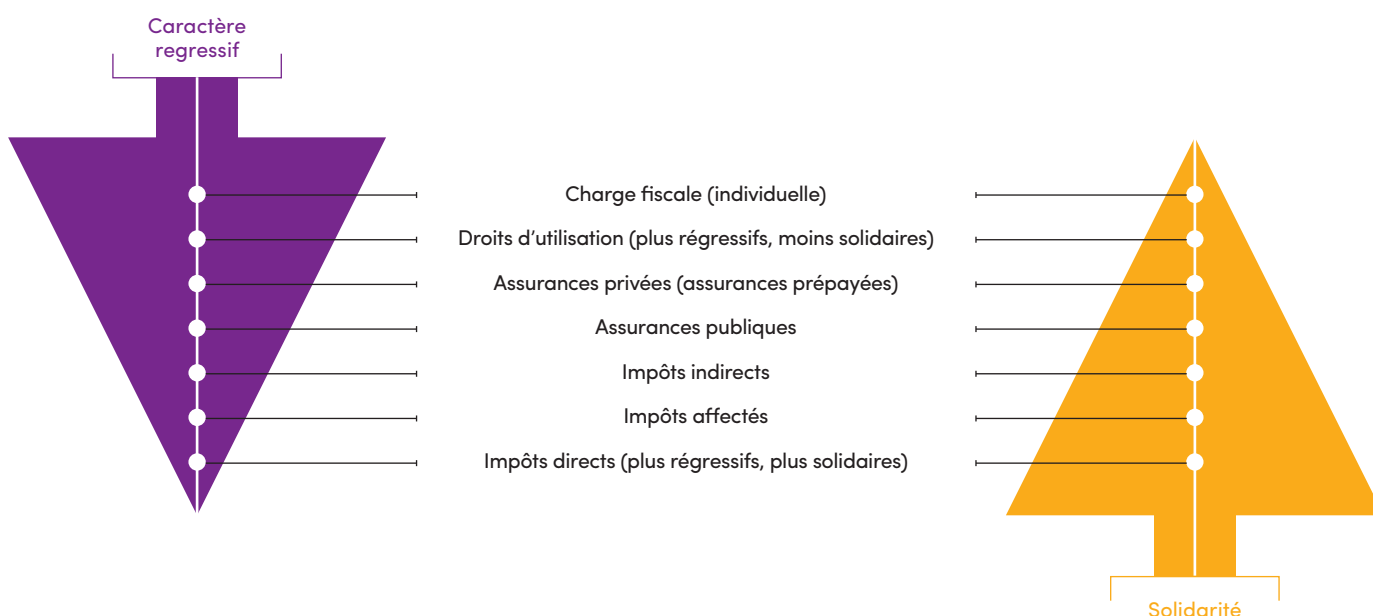 Caractère
regressif
Charge fiscale (individuelle)
Droits d'utilisation (plus régressifs, moins solidaires)
Assurances privées (assurances prépayées)
Assurances publiques
Impôts indirects
Impôts affectés
Impôts directs (plus régressifs, plus solidaires)
Solidarité